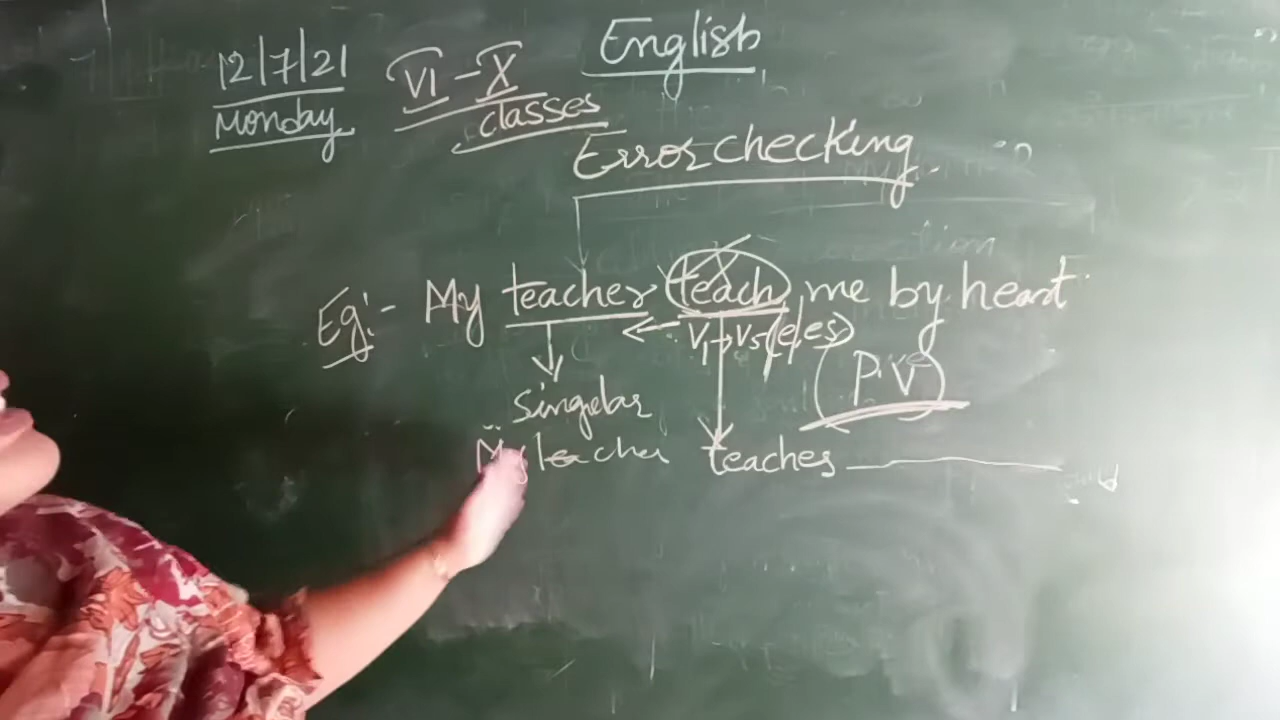 12/7/21 VI - X English
Monday classes
Error checking
Eg:- My teacher teach me by heart
V1→V5(e,es)
(P.V)
Singular
My teacher teaches